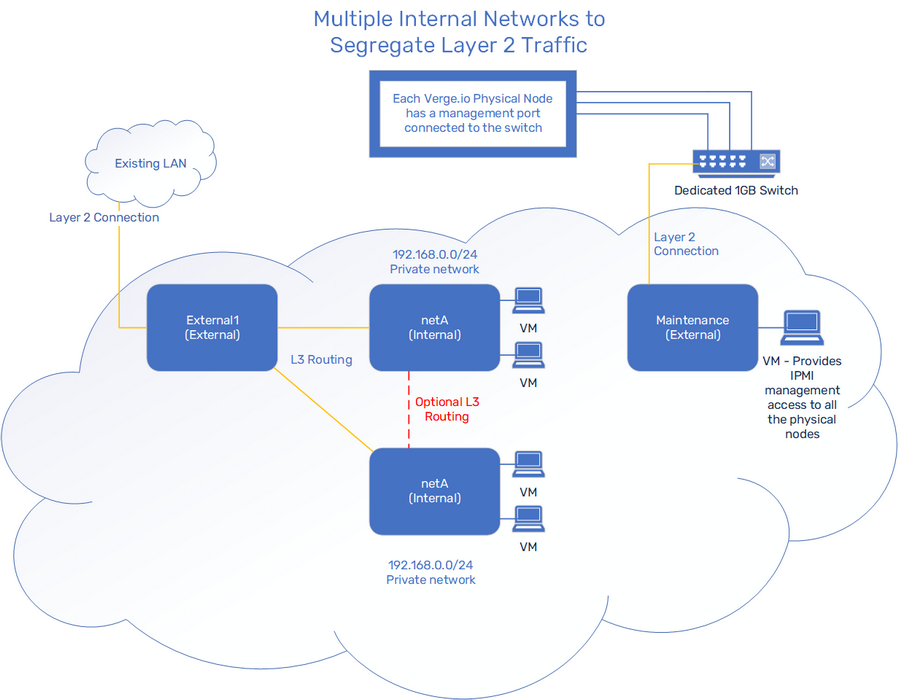 Multiple Internal Networks to
Segregate Layer 2 Traffic
Each Verge.io Physical Node
has a management port
connected to the switch
Existing LAN
Dedicated 1GB Switch
Layer 2 Connection
Layer 2
Connection
192.168.0.0/24
Private network
External1
(External)
netA
(Internal)
VM
VM
Maintenance
(External)
L3 Routing
VM - Provides
IPMI
management
access to all
the physical
nodes
Optional L3
Routing
netA
(Internal)
VM
VM
192.168.0.0/24
Private network